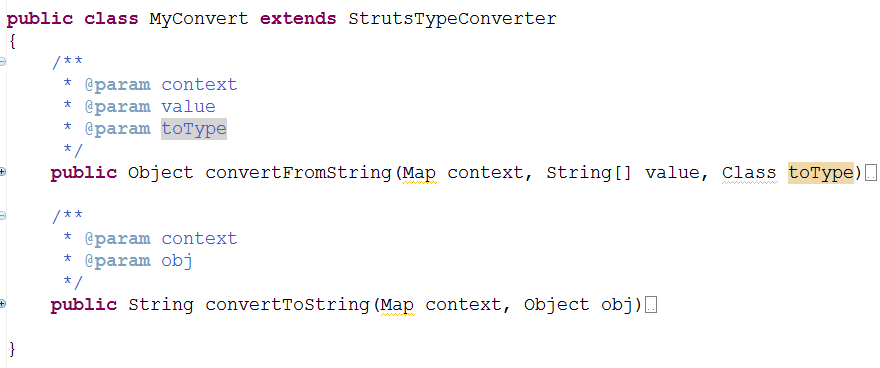 public class MyConvert extends StrutsTypeConverter
{
/**
* @param context
* @param value
* @param toType
*/
public Object convertFromString(Map context, String[] value, Class toType)
/**
* @param context
* @param obj
*/
public String convertToString(Map context, Object obj)
}